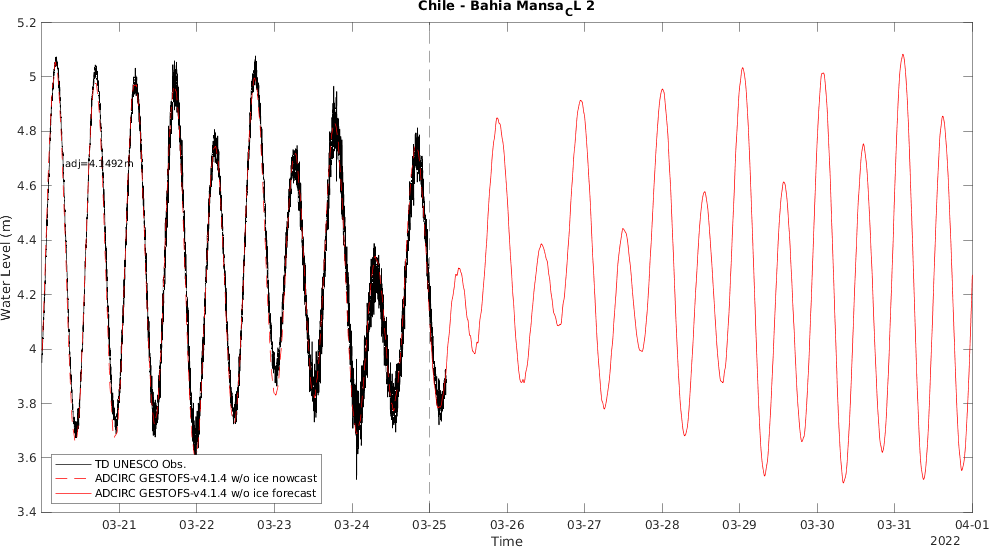 Chile - Bahia Mansa_CL 2
5.2
5
4.8
4.6
4.4
4.2
4
3.8
3.6
3.4
Water Level (m)
adj=4.1492m
TD UNESCO Obs.
ADCIRC GESTOFS-v4.1.4 w/o ice nowcast
ADCIRC GESTOFS-v4.1.4 w/o ice forecast
03-21 03-22 03-23 03-24 03-25 03-26 03-27 03-28 03-29 03-30 03-31 04-01
Time
2022